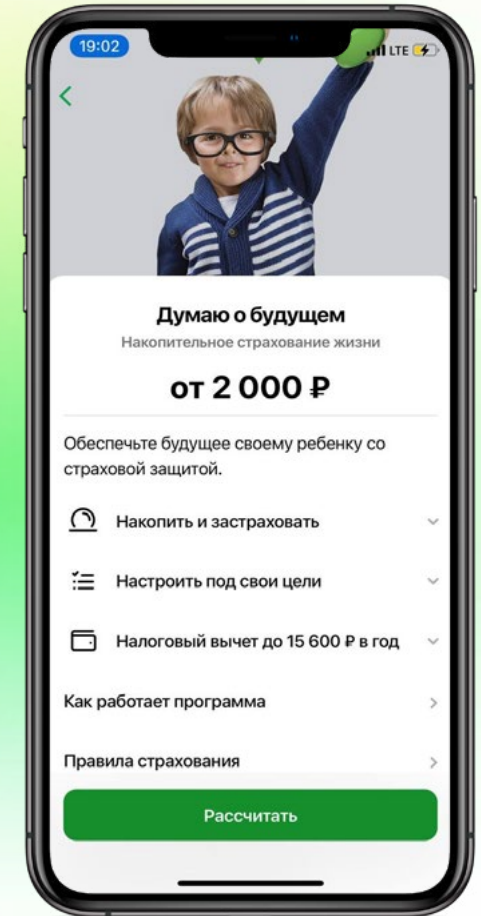 19:02
LTE
Думаю о будущем
Накопительное страхование жизни
от 2 000 ₽
Обеспечьте будущее своему ребенку со
страховой защитой.
Накопить и застраховать
Настроить под свои цели
Налоговый вычет до 15 600 ₽ в год
Как работает программа
Правила страхования
Рассчитать